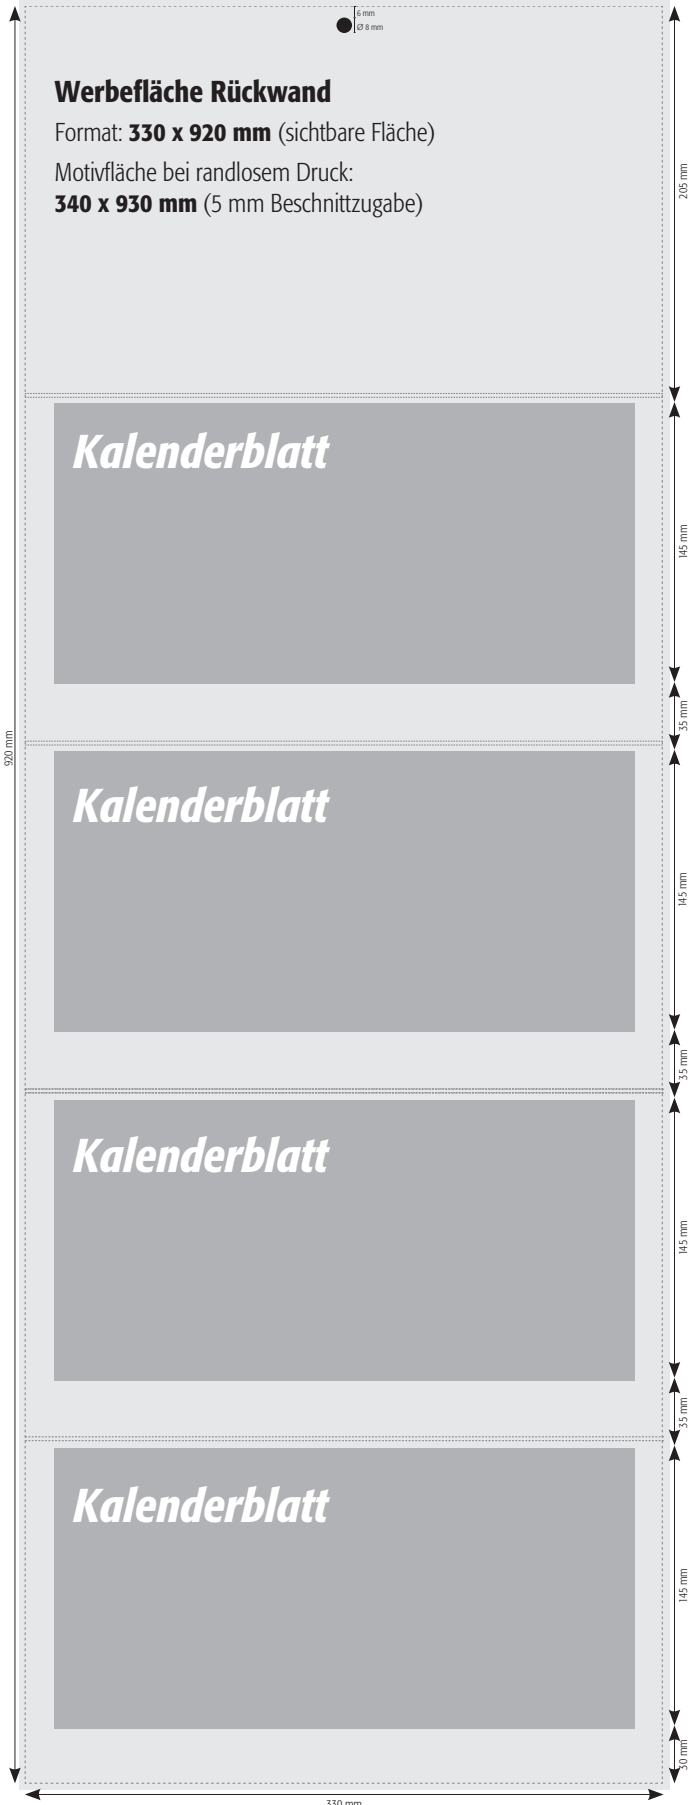 6 mm
Ø 8 mm
Werbefläche Rückwand
Format: 330 x 920 mm (sichtbare Fläche)
Motivfläche bei randlosem Druck:
340 x 930 mm (5 mm Beschnittzugabe)
205 mm
Kalenderblatt
145 mm
35 mm
920 mm
Kalenderblatt
145 mm
35 mm
Kalenderblatt
145 mm
35 mm
Kalenderblatt
145 mm
30 mm
330 mm